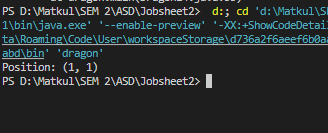 PS D:\Matkul\SEM 2\ASD\Jobsheet2> d:; cd 'd:\Matkul\S
1\bin\java.exe' '--enable-preview' '-XX:+ShowCodeDetai
ta\Roaming\Code\User\workspaceStorage\d736a2f6aeef6b0a
abd\bin' 'dragon'
Position: (1, 1)
PS D:\Matkul\SEM 2\ASD\Jobsheet2>